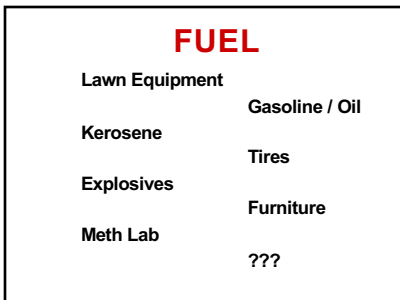 FUEL
Lawn Equipment
Gasoline / Oil
Kerosene
Tires
Explosives
Furniture
Meth Lab
???